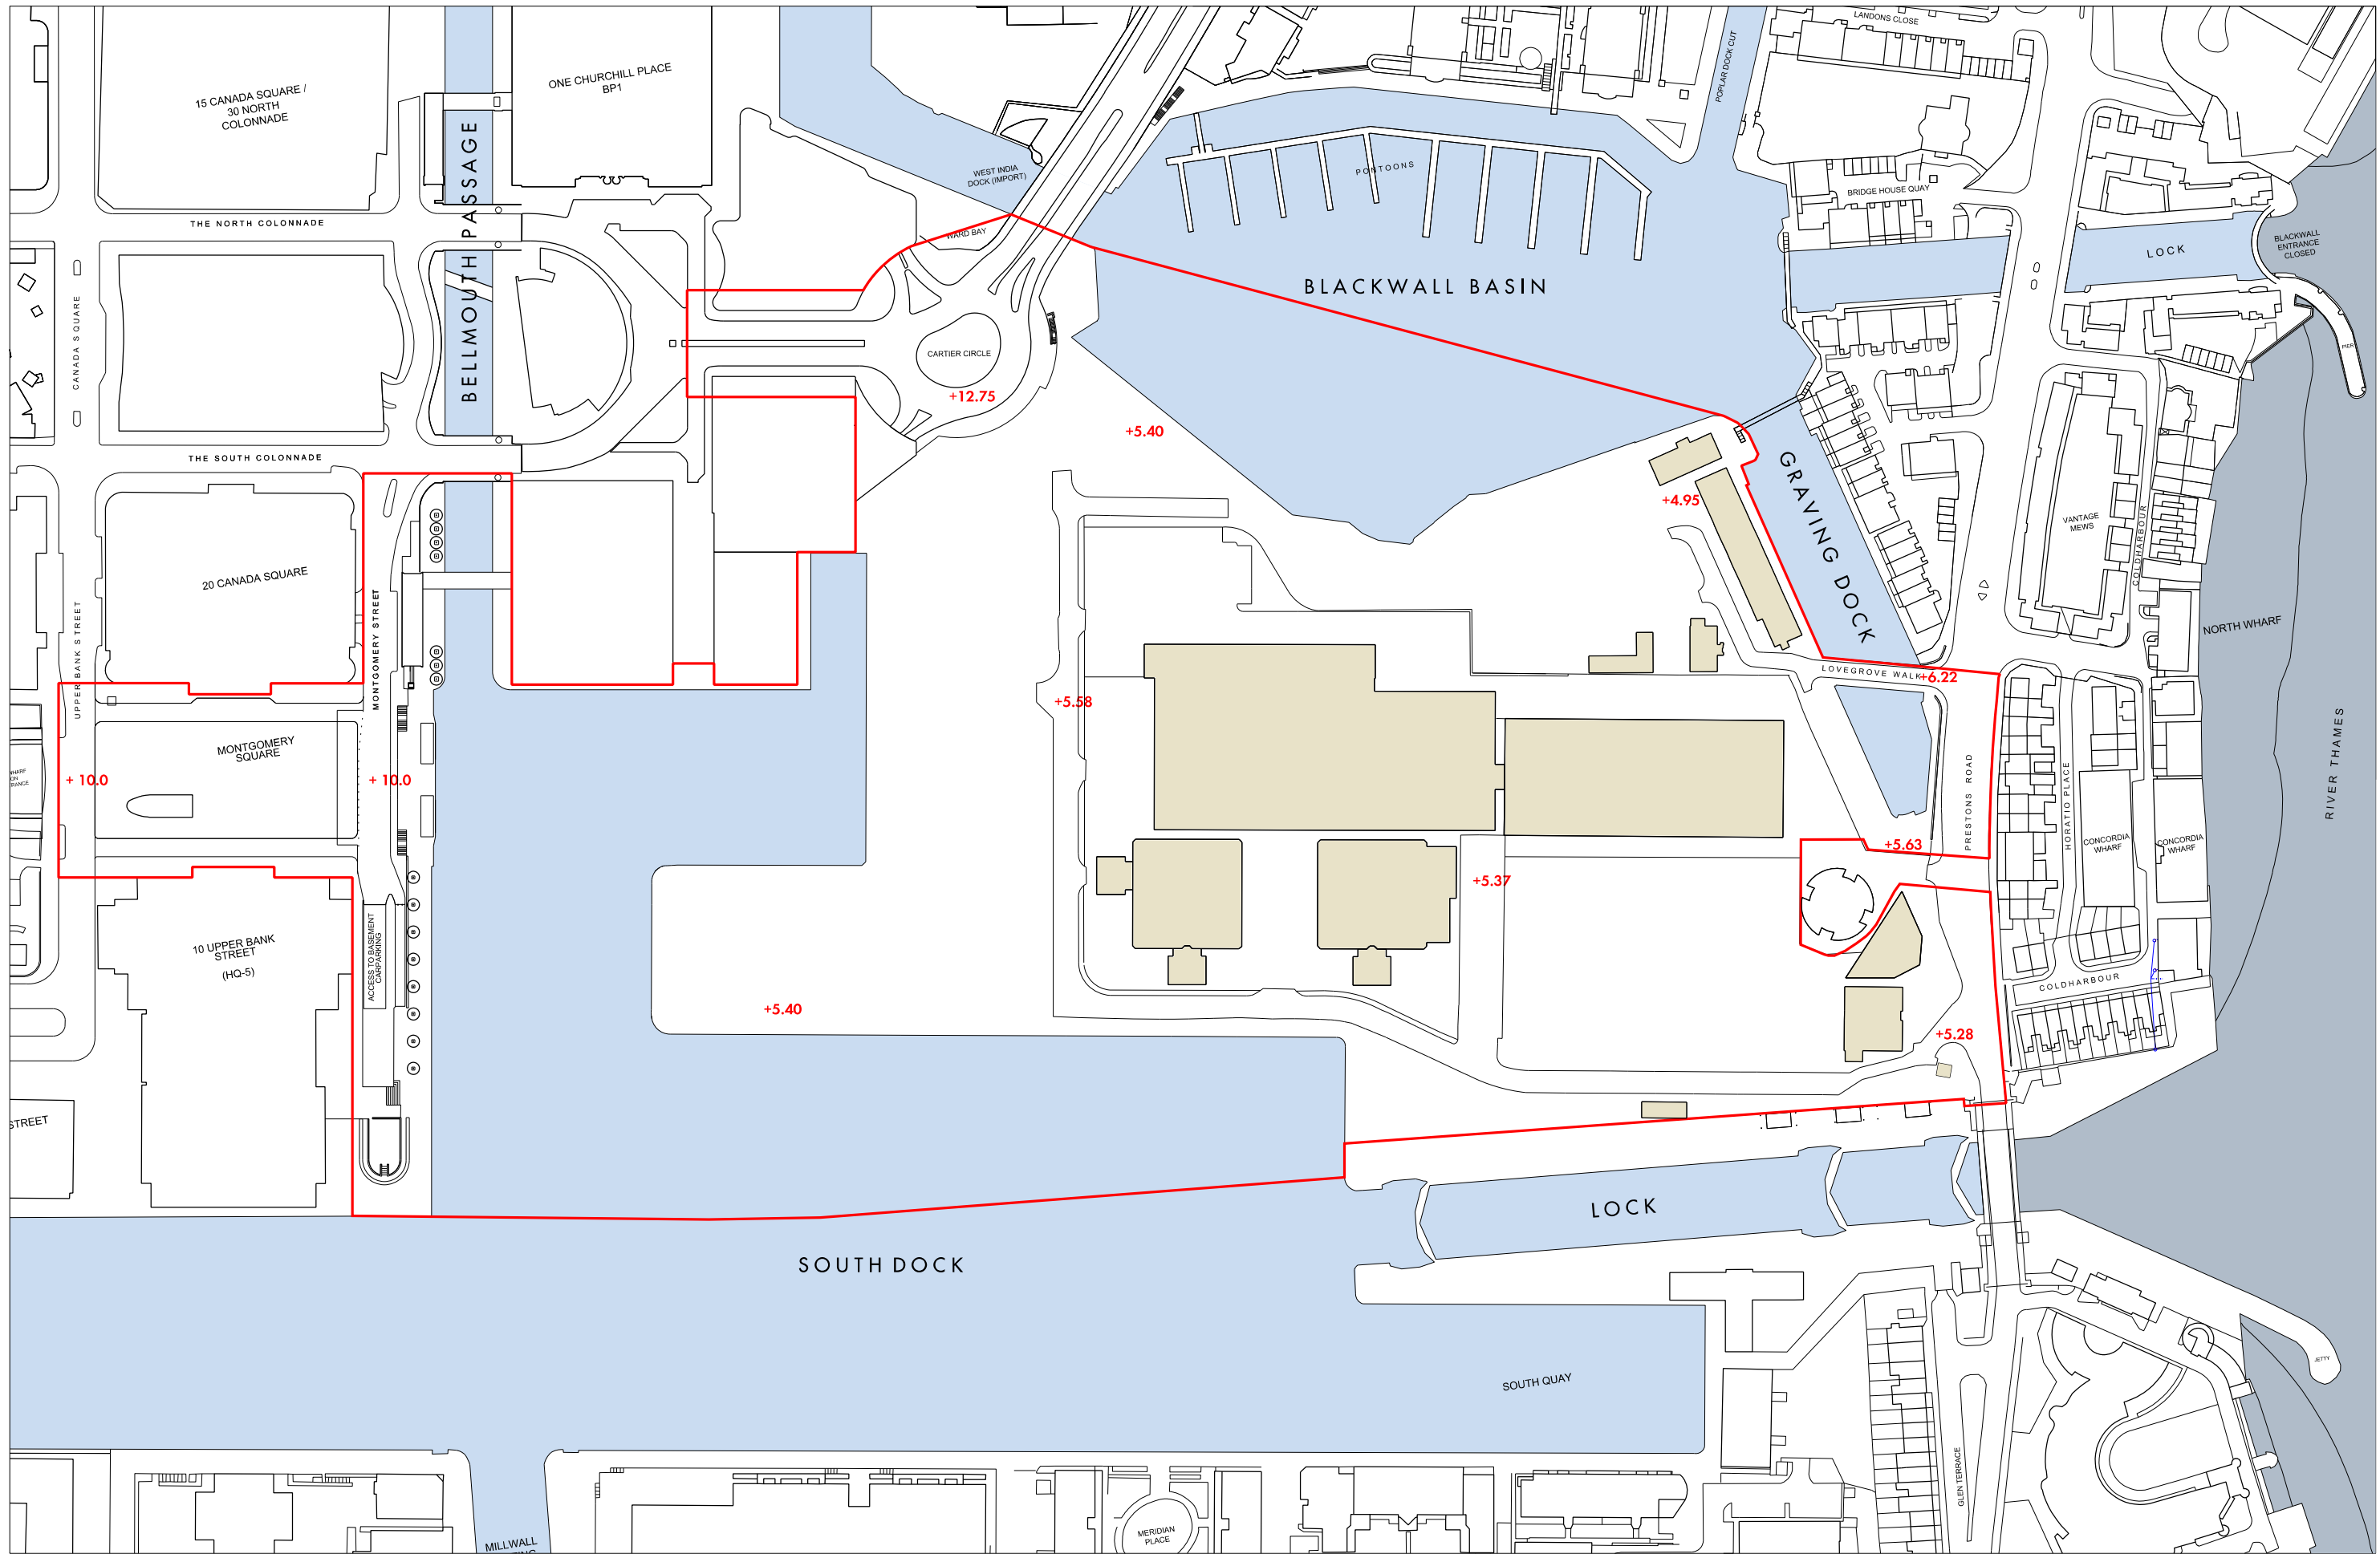 LANDONS CLOSE
POPLAR DOCK CUT
15 CANADA SQUARE /
30 NORTH
COLONNADE
ONE CHURCHILL PLACE
BP1
BELLMOUTH PASSAGE
WEST INDIA
DOCK (IMPORT)
PONTOONS
BRIDGE HOUSE QUAY
THE NORTH COLONNADE
WARD BAY
LOCK
BLACKWALL
ENTRANCE
CLOSED
BLACKWALL BASIN
CANADA SQUARE
CARTIER CIRCLE
PIER
+12.75
+5.40
THE SOUTH COLONNADE
+4.95
GRAVING DOCK
VANTAGE
MEWS
COLDHARBOUR
20 CANADA SQUARE
UPPER BANK STREET
MONTGOMERY STREET
NORTH WHARF
LOVEGROVE WALK
+6.22
+5.58
MONTGOMERY
SQUARE
+ 10.0
+ 10.0
PRESTONS ROAD
HORATIO PLACE
RIVER THAMES
+5.63
CONCORDIA
WHARF
CONCORDIA
WHARF
+5.37
10 UPPER BANK
STREET
(HQ-5)
ACCESS TO BASEMENT
CARPARKING
COLDHARBOUR
+5.40
+5.28
STREET
LOCK
SOUTH DOCK
SOUTH QUAY
JETTY
GLEN TERRACE
MERIDIAN
PLACE
MILLWALL